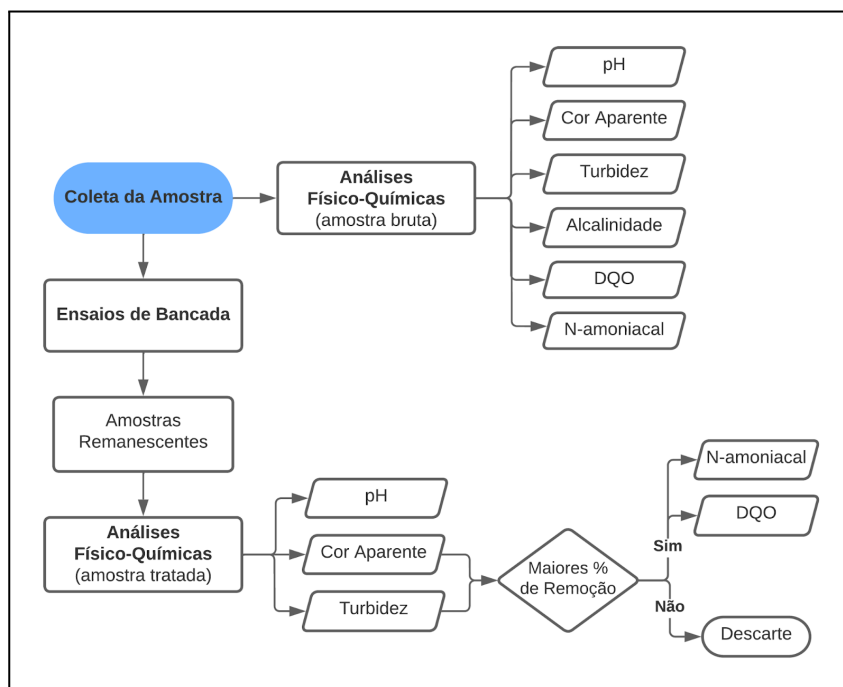 pH
Cor Aparente
Turbidez
Alcalinidade
DQO
N-amoniacal
Coleta da Amostra
Análises
Físico-Químicas
(amostra bruta)
Ensaios de Bancada
Amostras
Remanescentes
Análises
Físico-Químicas
(amostra tratada)
pH
Cor Aparente
Turbidez
Maiores %
de Remoção
Sim
Não
N-amoniacal
DQO
Descarte